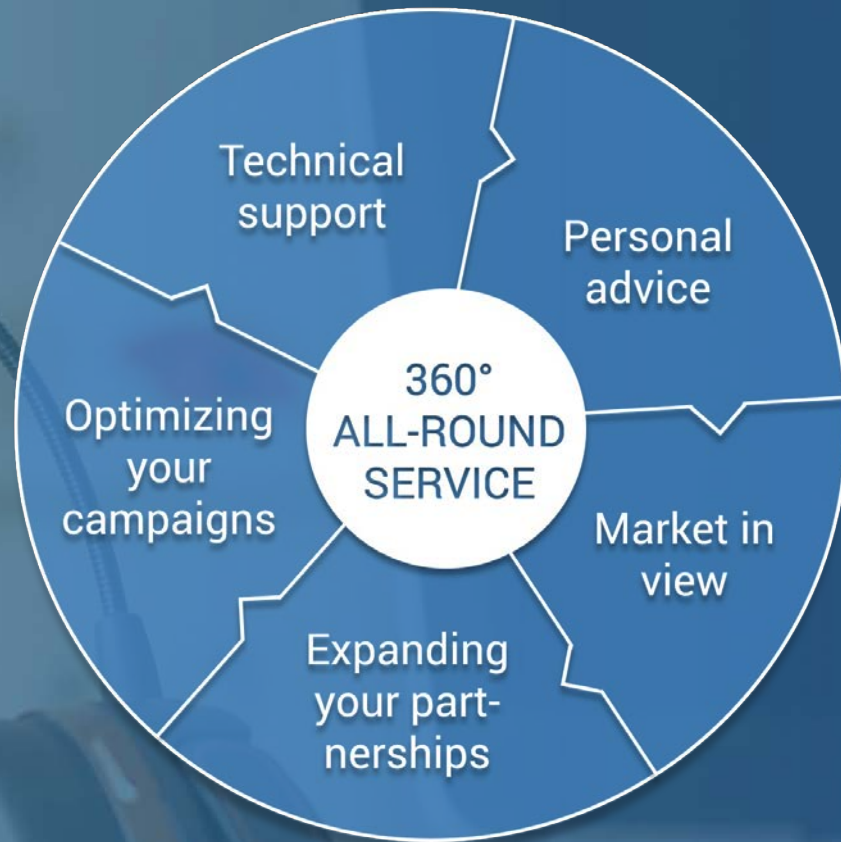 Technical
support
Personal
advice
360°
ALL-ROUND
SERVICE
Optimizing
your
campaigns
Market in
view
Expanding
your part-
nerships